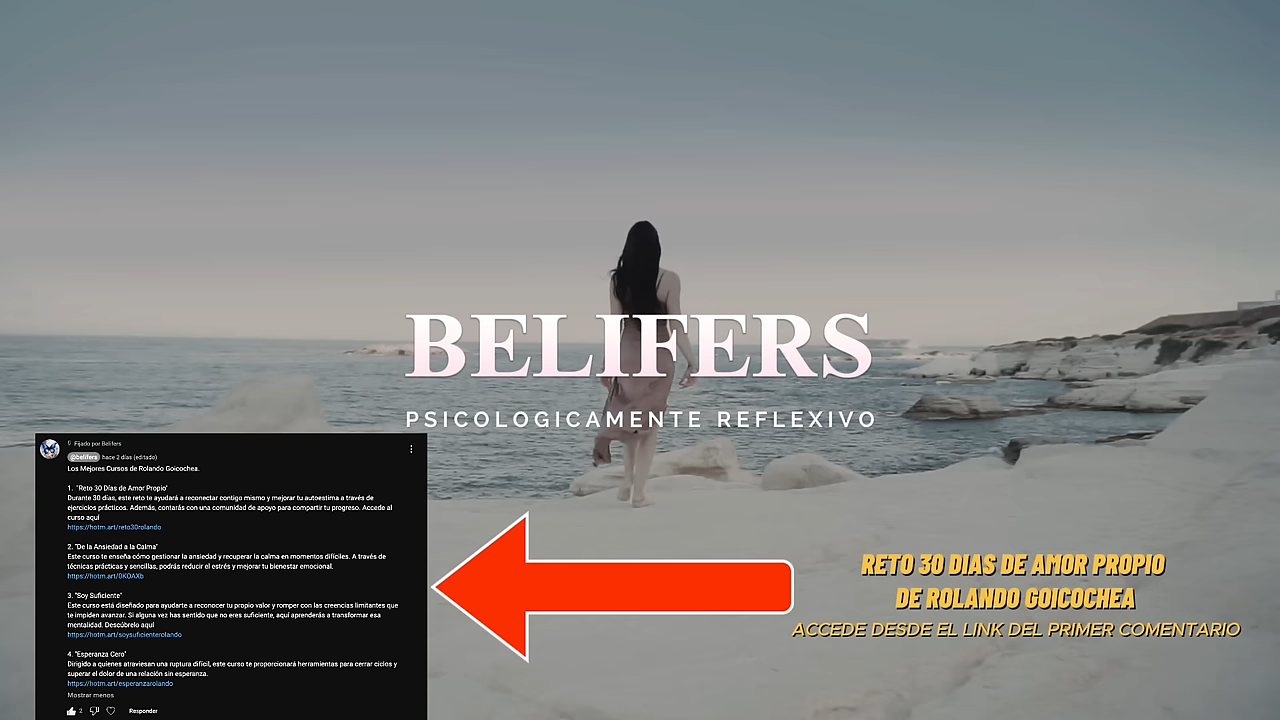 BELIFERS
PSICOLOGICAMENTE REFLEXIVO
Fijado por Belifers
@belifers hace 2 días (editado)
Los Mejores Cursos de Rolando Goicochea.
1. "Reto 30 Días de Amor Propio"
Durante 30 días, este reto te ayudará a reconectar contigo mismo y mejorar tu autoestima a través de
ejercicios prácticos. Además, contarás con una comunidad de apoyo para compartir tu progreso. Accede al
curso aquí
https://hotm.art/reto30rolando
2. "De la Ansiedad a la Calma"
Este curso te enseña cómo gestionar la ansiedad y recuperar la calma en momentos difíciles. A través de
técnicas prácticas y sencillas, podrás reducir el estrés y mejorar tu bienestar emocional.
https://hotm.art/0KOAXb
3. "Soy Suficiente"
Este curso está diseñado para ayudarte a reconocer tu propio valor y romper con las creencias limitantes que
te impiden avanzar. Si alguna vez has sentido que no eres suficiente, aquí aprenderás a transformar esa
mentalidad. Descúbrelo aquí
https://hotm.art/soysuficienterolando
4. "Esperanza Cero"
Dirigido a quienes atraviesan una ruptura difícil, este curso te proporcionará herramientas para cerrar ciclos y
superar el dolor de una relación sin esperanza.
https://hotm.art/esperanzarolando
Mostrar menos
2
Responder
RETO 30 DIAS DE AMOR PROPIO
DE ROLANDO GOICOCHEA
ACCEDE DESDE EL LINK DEL PRIMER COMENTARIO